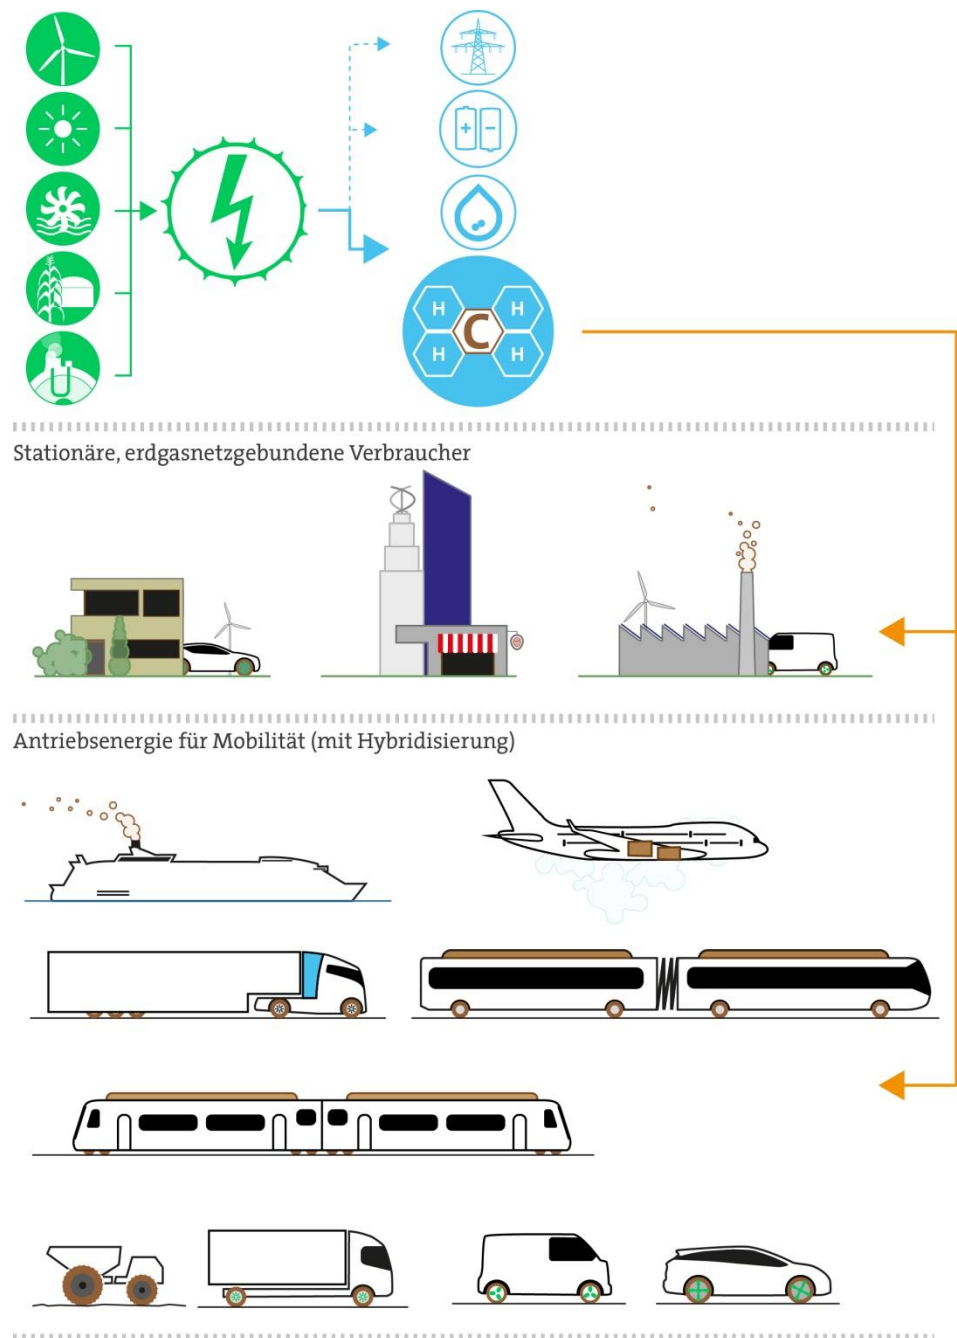 + −
H H
C
H H
Stationäre, erdgasnetzgebundene Verbraucher
Antriebsenergie für Mobilität (mit Hybridisierung)